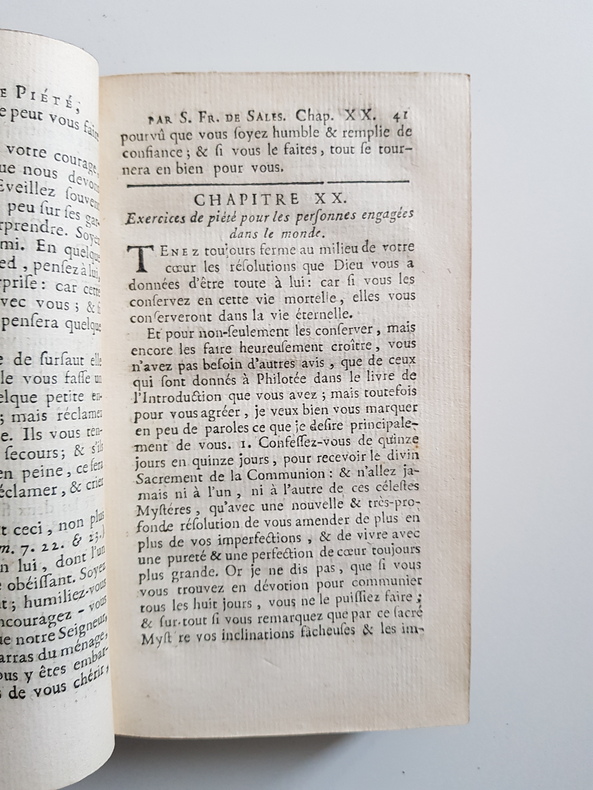 E PIÉTÉ,
e peut vous faire
votre courage,
ue nous devons
Eveillez ſouvent
peu ſur ſes gar-
rprendre. Soyez
mi. En quelque
ed, penſez à lui,
rpriſe : car cette
avec vous ; & ſi
penſera quelque
e de ſurſaut elle
le vous faſſe un
elque petite en-
; mais réclamez
e. Ils vous ten-
ſecours ; & s'ils
en peine, ce ſera
éclamer, & crier
t ceci, non plus
m. 7. 22. & 23.)
en lui, dont l'un
obéiſſant. Soyez
t ; humiliez-vous
ncouragez-vous
ue notre Seigneur,
arras du ménage,
ous y êtes embar-
s de vous chérir,
PAR S. FR. DE SALES. Chap. XX. 41
pourvû que vous ſoyez humble & remplie de
confiance ; & ſi vous le faites, tout ſe tour-
nera en bien pour vous.
CHAPITRE XX.
Exercices de piété pour les perſonnes engagées
dans le monde.
TENEZ toujours ferme au milieu de votre
cœur les réſolutions que Dieu vous a
données d'être toute à lui : car ſi vous les
conſervez en cette vie mortelle, elles vous
conſerveront dans la vie éternelle.
Et pour non-ſeulement les conſerver, mais
encore les faire heureuſement croître, vous
n'avez pas beſoin d'autres avis, que de ceux
qui ſont donnés à Philotée dans le livre de
l'Introduction que vous avez ; mais toutefois
pour vous agréer, je veux bien vous marquer
en peu de paroles ce que je deſire principale-
ment de vous. 1. Confeſſez-vous de quinze
jours en quinze jours, pour recevoir le divin
Sacrement de la Communion : & n'allez ja-
mais ni à l'un, ni à l'autre de ces céleſtes
Myſtéres, qu'avec une nouvelle & très-pro-
fonde réſolution de vous amender de plus en
plus de vos imperfections, & de vivre avec
une pureté & une perfection de cœur toujours
plus grande. Or je ne dis pas, que ſi vous
vous trouvez en dévotion pour communier
tous les huit jours, vous ne le puiſſiez faire ;
& ſur-tout ſi vous remarquez que par ce ſacré
Myſt re vos inclinations fâcheuſes & les im-